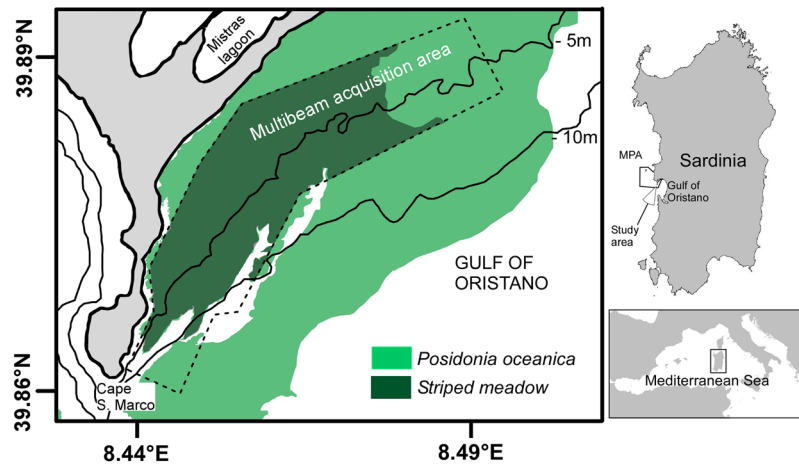 Mistras
lagoon
- 5m
39.89°N
Multibeam acquisition area
- 10m
GULF OF
ORISTANO
Posidonia oceanica
Striped meadow
39.86°N
Cape
S. Marco
8.44°E
8.49°E
MPA
Sardinia
Gulf of
Oristano
Study
area
Mediterranean Sea